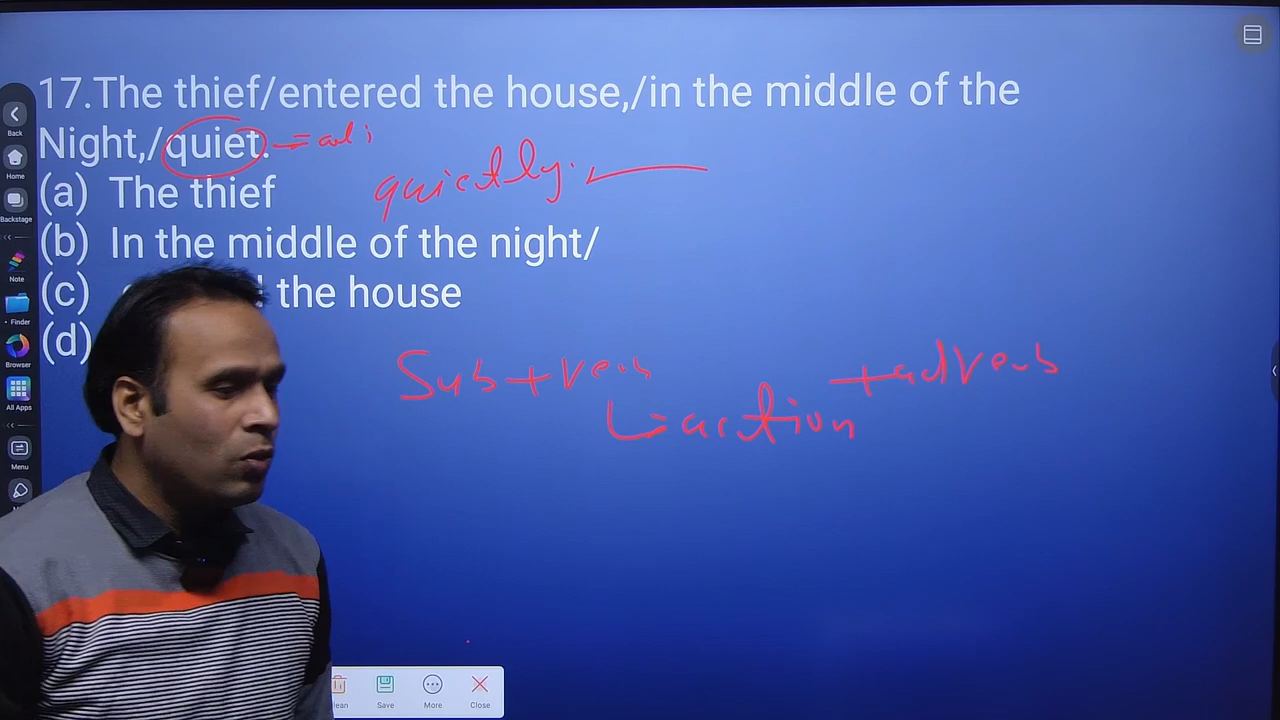 17.The thief/entered the house,/in the middle of the
Night,/quiet. = adj
quietly.
(a) The thief
(b) In the middle of the night/
(c) the house
(d)
Sub + verb + adverb
= action
Back
Home
Backstage
Note
Finder
Browser
All Apps
Menu
Save
More
Close